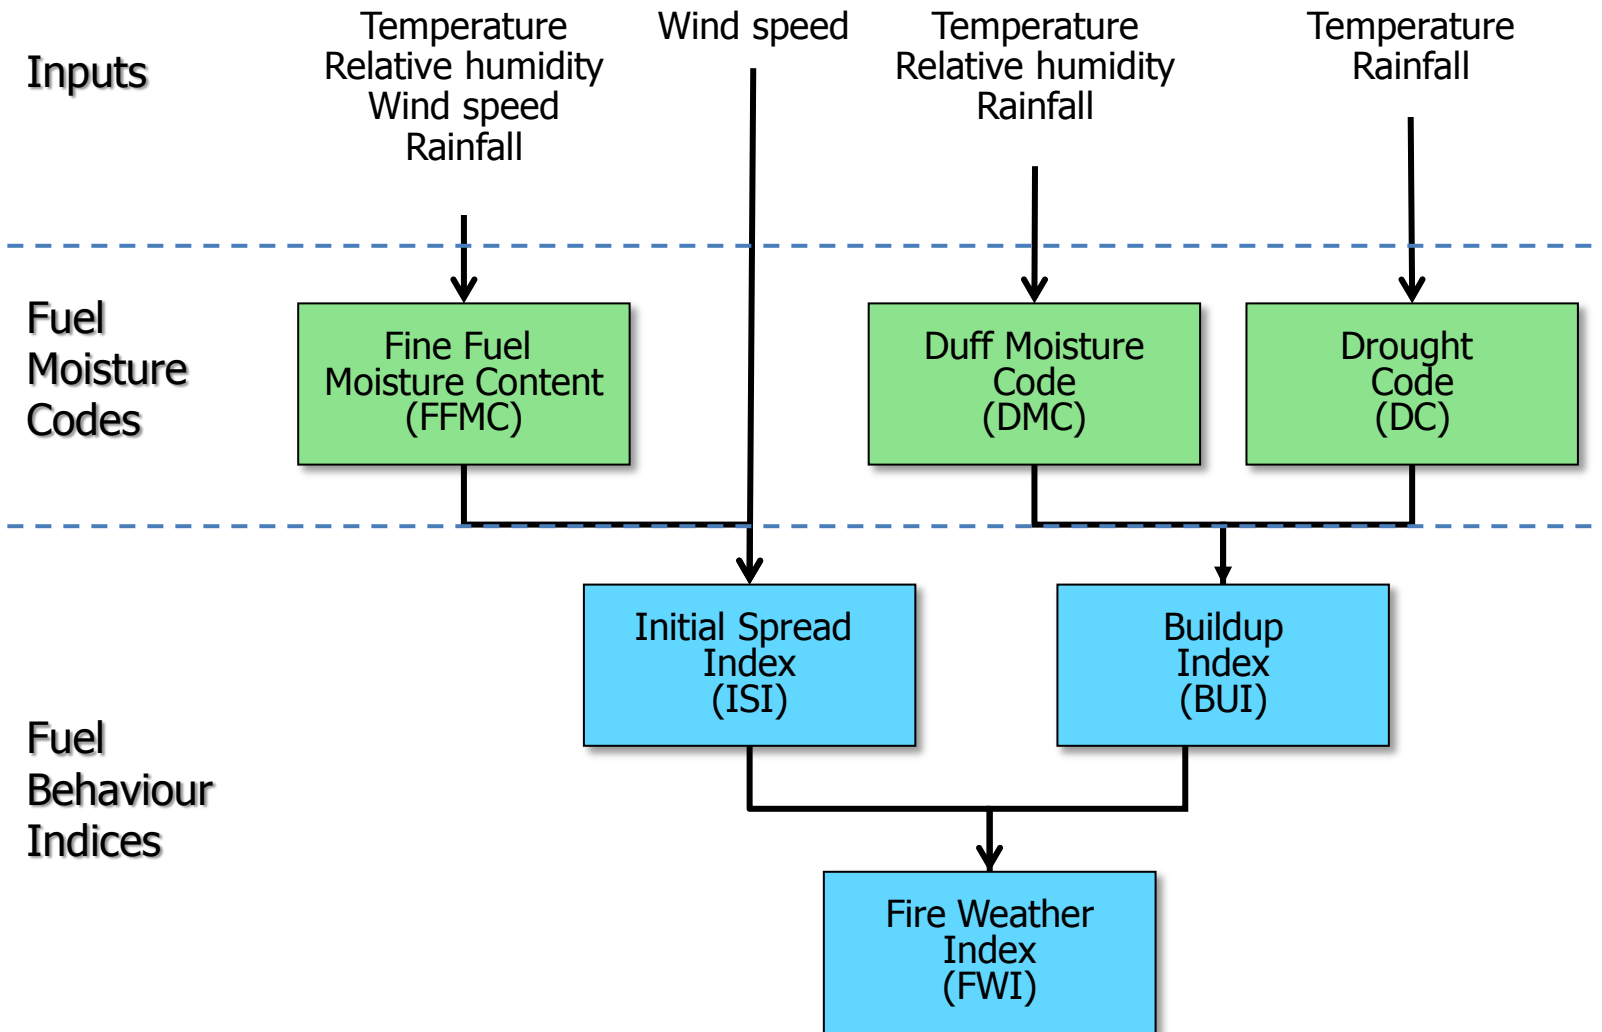 Inputs
Temperature
Relative humidity
Wind speed
Rainfall
Wind speed
Temperature
Relative humidity
Rainfall
Temperature
Rainfall
Fuel
Moisture
Codes
Fine Fuel
Moisture Content
(FFMC)
Duff Moisture
Code
(DMC)
Drought
Code
(DC)
Fuel
Behaviour
Indices
Initial Spread
Index
(ISI)
Buildup
Index
(BUI)
Fire Weather
Index
(FWI)